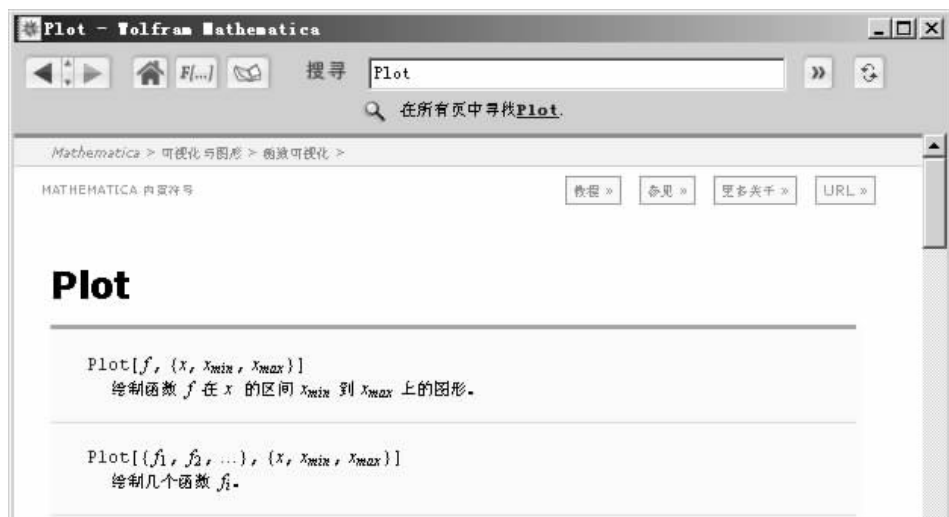 Plot - Wolfram Mathematica
F[...] 搜寻 Plot »
在所有页中寻找Plot.
Mathematica > 可视化与图形 > 函数可视化 >
MATHEMATICA 内置符号 教程 » 参见 » 更多关于 » URL »
Plot
Plot[f, {x, xmin, xmax}]
绘制函数 f 在 x 的区间 xmin 到 xmax 上的图形。
Plot[{f1, f2, ...}, {x, xmin, xmax}]
绘制几个函数 fi。